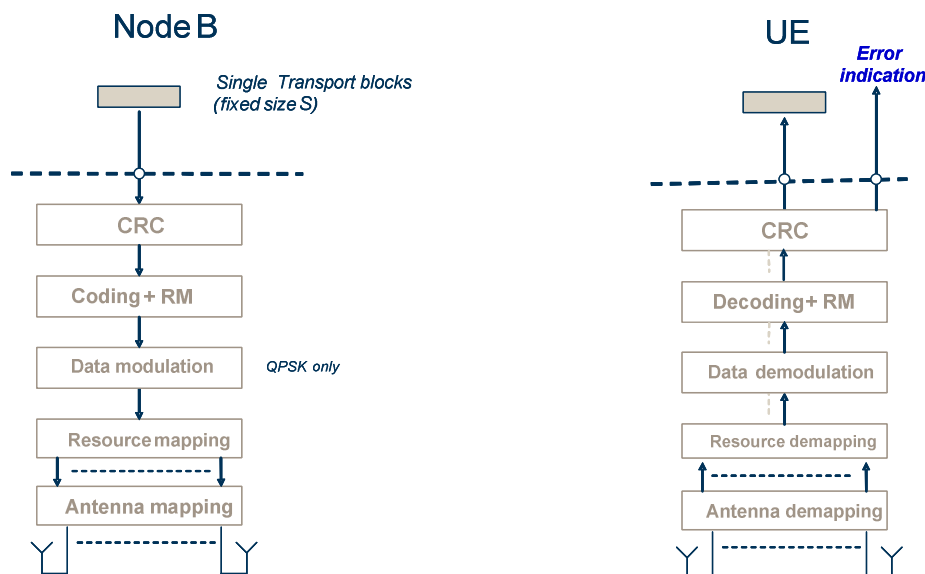 Node B
Single Transport blocks
(fixed size S)
CRC
Coding + RM
Data modulation
QPSK only
Resource mapping
Antenna mapping
UE
Error
indication
CRC
Decoding + RM
Data demodulation
Resource demapping
Antenna demapping